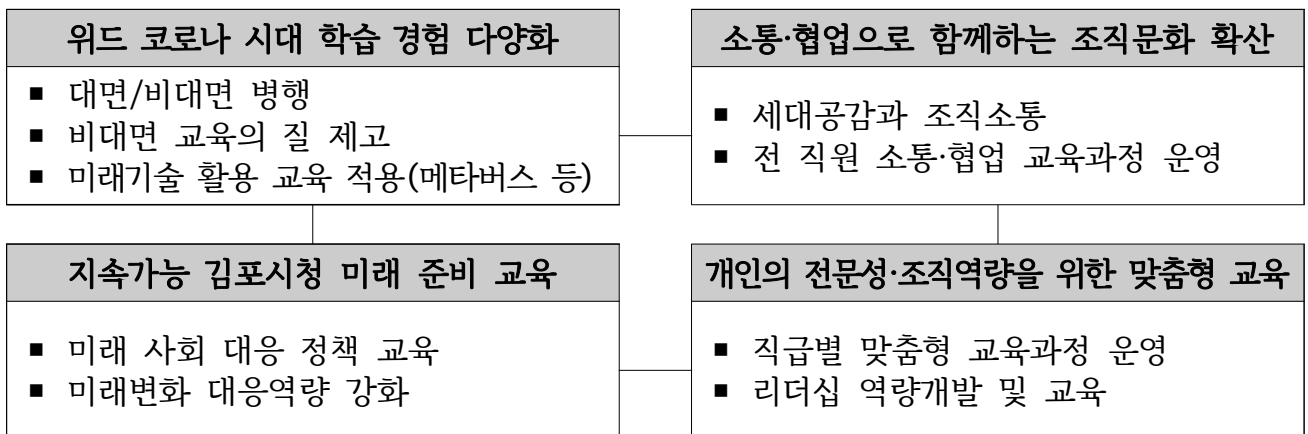 위드 코로나 시대 학습 경험 다양화
▪ 대면/비대면 병행
▪ 비대면 교육의 질 제고
▪ 미래기술 활용 교육 적용(메타버스 등)
소통·협업으로 함께하는 조직문화 확산
▪ 세대공감과 조직소통
▪ 전 직원 소통·협업 교육과정 운영
지속가능 김포시청 미래 준비 교육
▪ 미래 사회 대응 정책 교육
▪ 미래변화 대응역량 강화
개인의 전문성·조직역량을 위한 맞춤형 교육
▪ 직급별 맞춤형 교육과정 운영
▪ 리더십 역량개발 및 교육